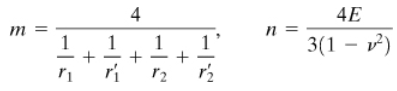 m = 4 / (1/r₁ + 1/r′₁ + 1/r₂ + 1/r′₂), n = 4E / 3(1 − ν²)